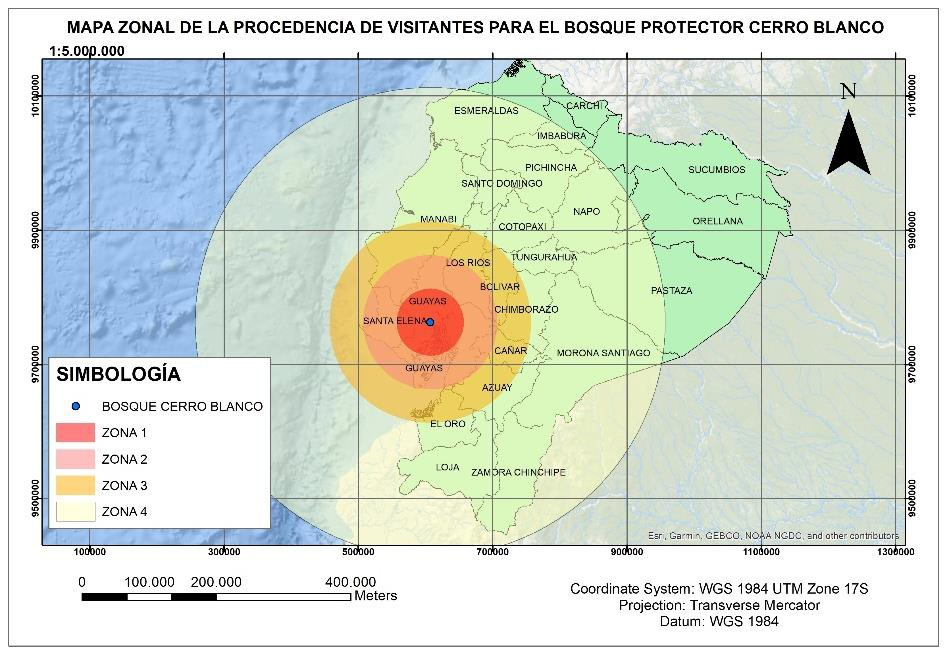 MAPA ZONAL DE LA PROCEDENCIA DE VISITANTES PARA EL BOSQUE PROTECTOR CERRO BLANCO
1:5.000.000
10100000
9900000
9700000
9500000
10100000
9900000
9700000
9500000
N
ESMERALDAS
CARCHI
IMBABURA
PICHINCHA
SUCUMBIOS
SANTO DOMINGO
NAPO
MANABI
COTOPAXI
ORELLANA
TUNGURAHUA
LOS RIOS
BOLIVAR
PASTAZA
GUAYAS
CHIMBORAZO
SANTA ELENA
CAÑAR
MORONA SANTIAGO
GUAYAS
AZUAY
EL ORO
LOJA
ZAMORA CHINCHIPE
SIMBOLOGÍA
BOSQUE CERRO BLANCO
ZONA 1
ZONA 2
ZONA 3
ZONA 4
Esri, Garmin, GEBCO, NOAA NGDC, and other contributors
100000 300000 500000 700000 900000 1100000 1300000
0 100.000 200.000 400.000
Meters
Coordinate System: WGS 1984 UTM Zone 17S
Projection: Transverse Mercator
Datum: WGS 1984